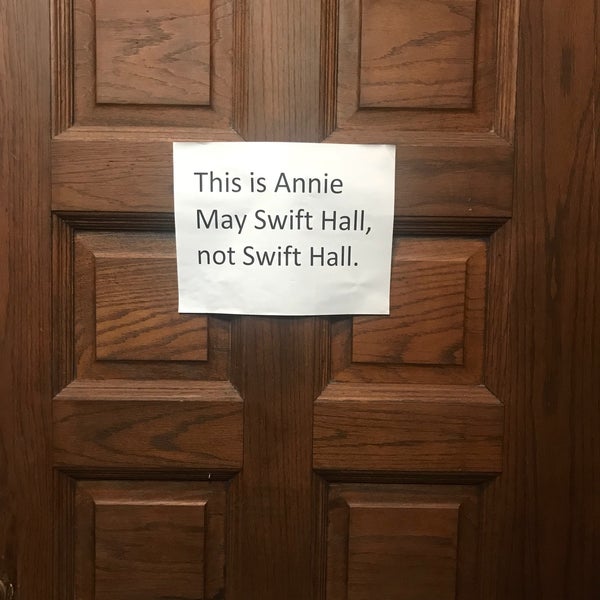 This is Annie
May Swift Hall,
not Swift Hall.